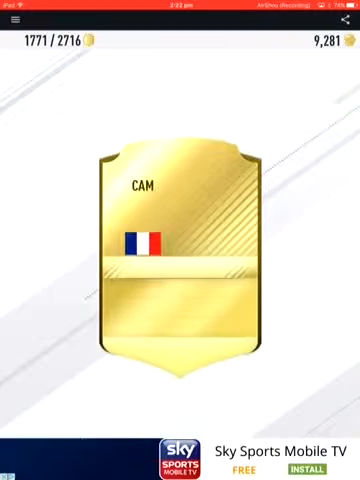 iPad
2:22 pm
AirShou (Recording)
74%
1771 / 2716
9,281
CAM
sky
SPORTS
MOBILE TV
Sky Sports Mobile TV
FREE
INSTALL